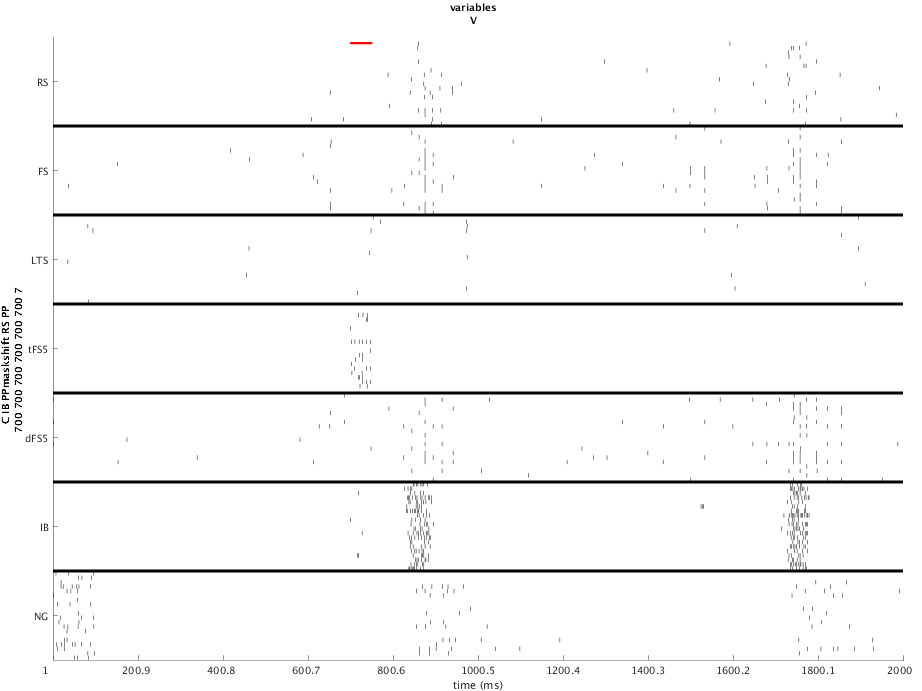 variables
V
RS
FS
LTS
tFS5
dFS5
IB
NG
C IB PPmaskshift RS PP
700 700 700 700 700 700 7
1 200.9 400.8 600.7 800.6 1000.5 1200.4 1400.3 1600.2 1800.1 2000
time (ms)